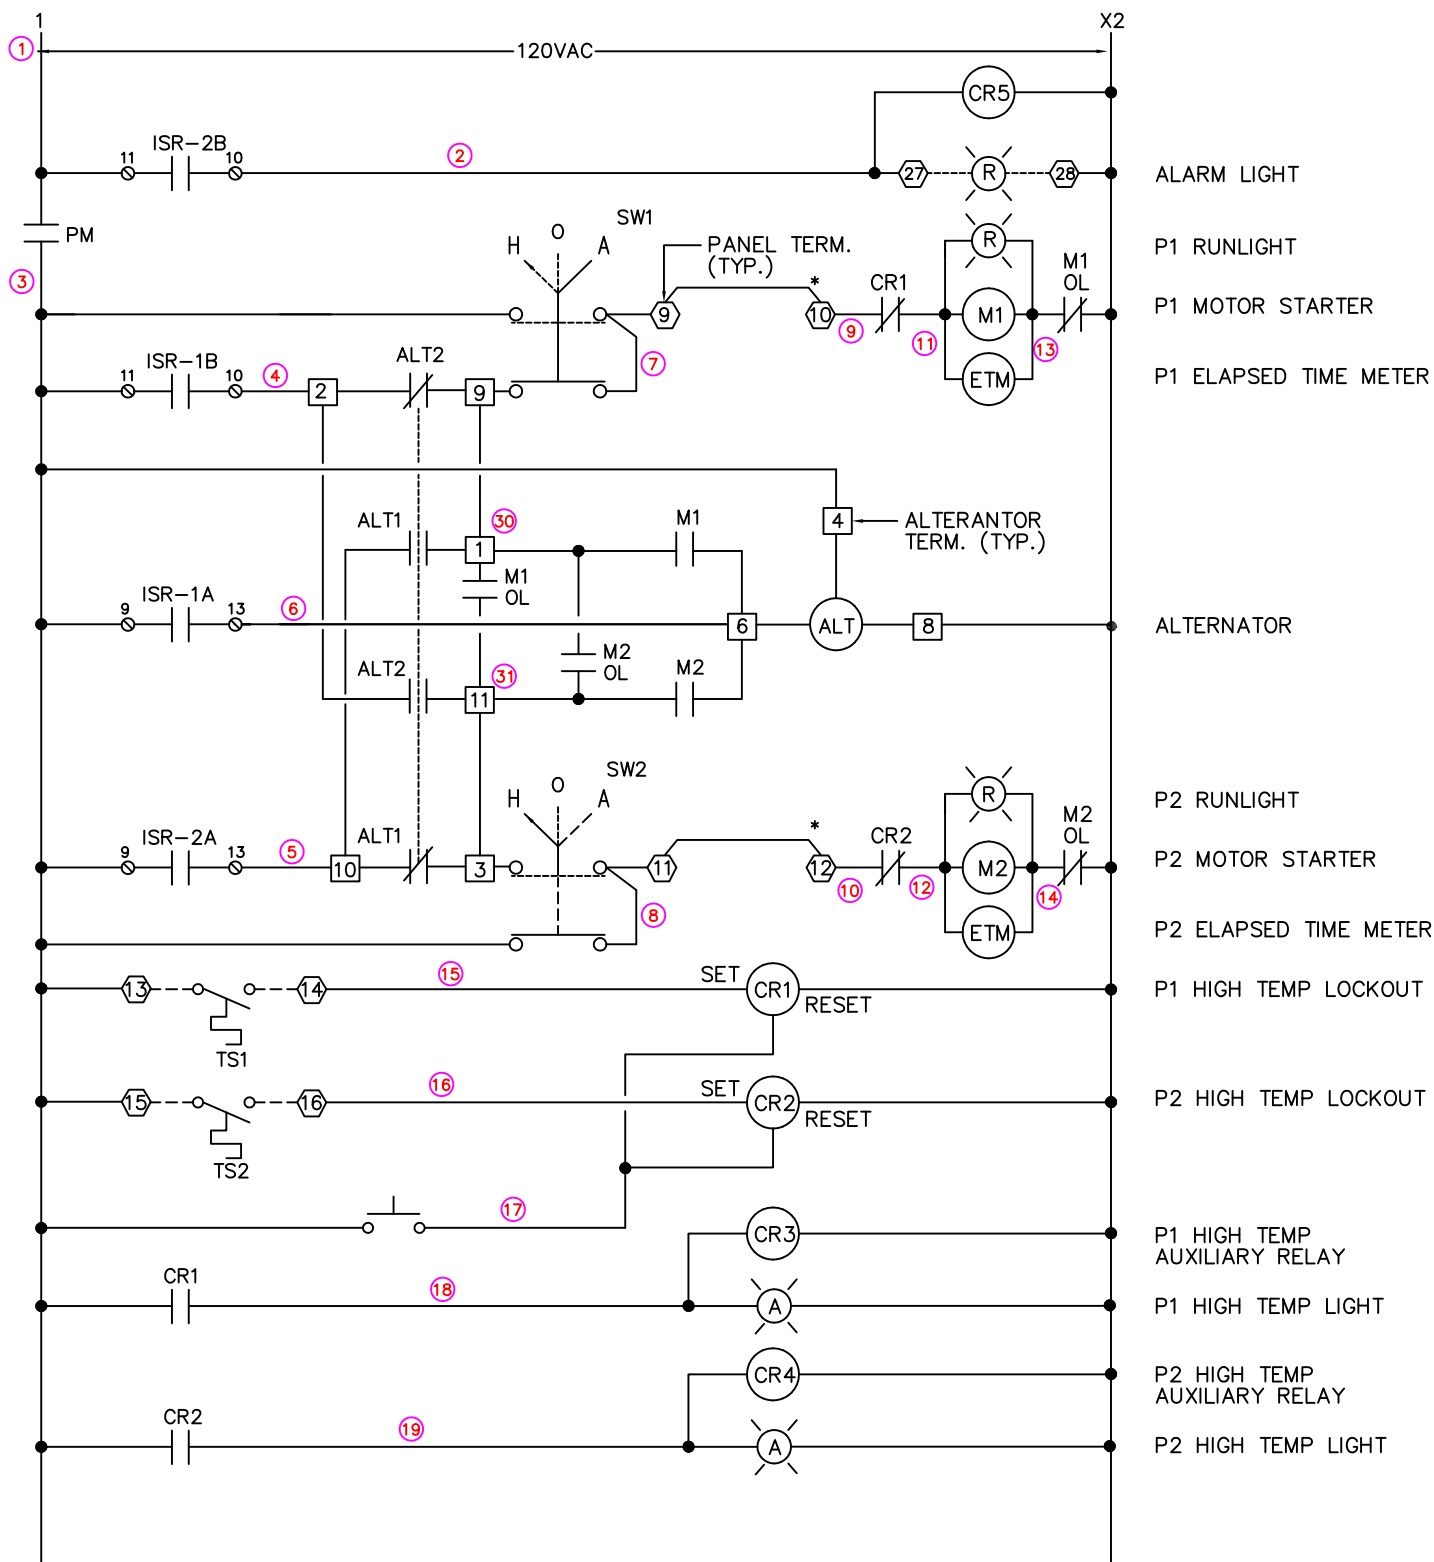 1 X2
1 120VAC
CR5
ISR-2B
11 10 2 27 R 28 ALARM LIGHT
PM
3
H O A SW1
PANEL TERM.
(TYP.)
R P1 RUNLIGHT
9 * 10 9 CR1 11 M1 13 M1
OL P1 MOTOR STARTER
ISR-1B
11 10 4 2 ALT2 9 7 ETM P1 ELAPSED TIME METER
4 ALTERANTOR
TERM. (TYP.)
ALT1 1 30 M1
M1
OL
ISR-1A
9 13 6 6 ALT 8 ALTERNATOR
M2
OL
ALT2 11 31 M2
H O A SW2
R P2 RUNLIGHT
ISR-2A
9 13 5 10 ALT1 3 11 * 12 10 CR2 12 M2 14 M2
OL P2 MOTOR STARTER
8 ETM P2 ELAPSED TIME METER
13 14 15 SET CR1 RESET P1 HIGH TEMP LOCKOUT
TS1
15 16 16 SET CR2 RESET P2 HIGH TEMP LOCKOUT
TS2
17
CR3 P1 HIGH TEMP
AUXILIARY RELAY
CR1 18 A P1 HIGH TEMP LIGHT
CR4 P2 HIGH TEMP
AUXILIARY RELAY
CR2 19 A P2 HIGH TEMP LIGHT